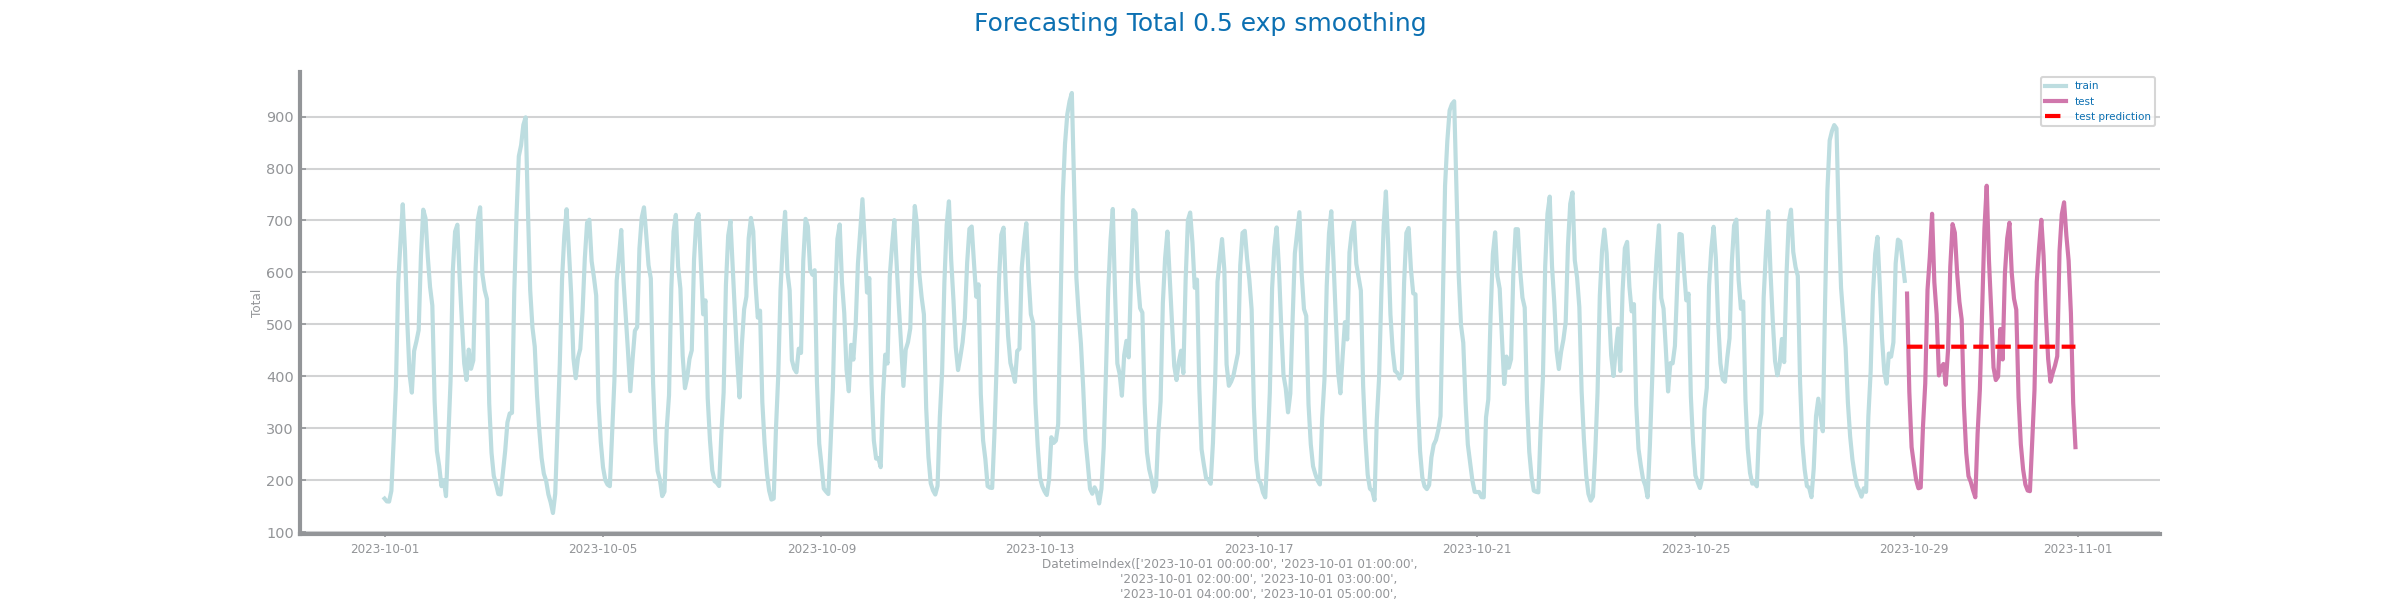 Forecasting Total 0.5 exp smoothing
train
test
test prediction
900
800
700
600
500
400
300
200
100
Total
2023-10-01 2023-10-05 2023-10-09 2023-10-13 2023-10-17 2023-10-21 2023-10-25 2023-10-29 2023-11-01
DatetimeIndex(['2023-10-01 00:00:00', '2023-10-01 01:00:00',
'2023-10-01 02:00:00', '2023-10-01 03:00:00',
'2023-10-01 04:00:00', '2023-10-01 05:00:00',